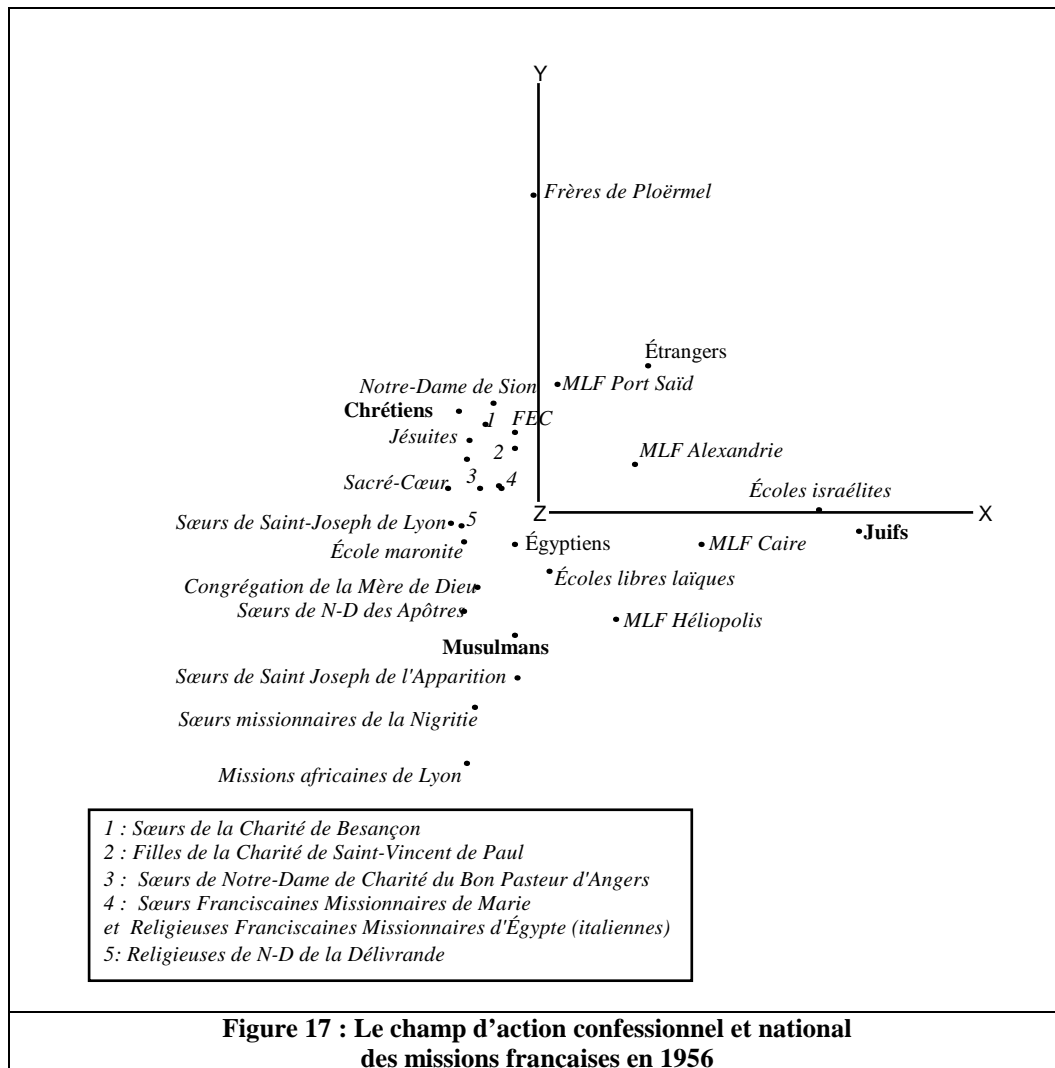 Y
Frères de Ploërmel
Étrangers
Notre-Dame de Sion
MLF Port Saïd
Chrétiens
1
FEC
Jésuites
2
MLF Alexandrie
Sacré-Cœur
3
4
Écoles israélites
Z
X
Sœurs de Saint-Joseph de Lyon
5
Juifs
École maronite
Égyptiens
MLF Caire
Congrégation de la Mère de Dieu
Écoles libres laïques
Sœurs de N-D des Apôtres
MLF Héliopolis
Musulmans
Sœurs de Saint Joseph de l'Apparition
Sœurs missionnaires de la Nigritie
Missions africaines de Lyon
1 : Sœurs de la Charité de Besançon
2 : Filles de la Charité de Saint-Vincent de Paul
3 : Sœurs de Notre-Dame de Charité du Bon Pasteur d'Angers
4 : Sœurs Franciscaines Missionnaires de Marie
et Religieuses Franciscaines Missionnaires d'Égypte (italiennes)
5: Religieuses de N-D de la Délivrande
Figure 17 : Le champ d’action confessionnel et national
des missions françaises en 1956